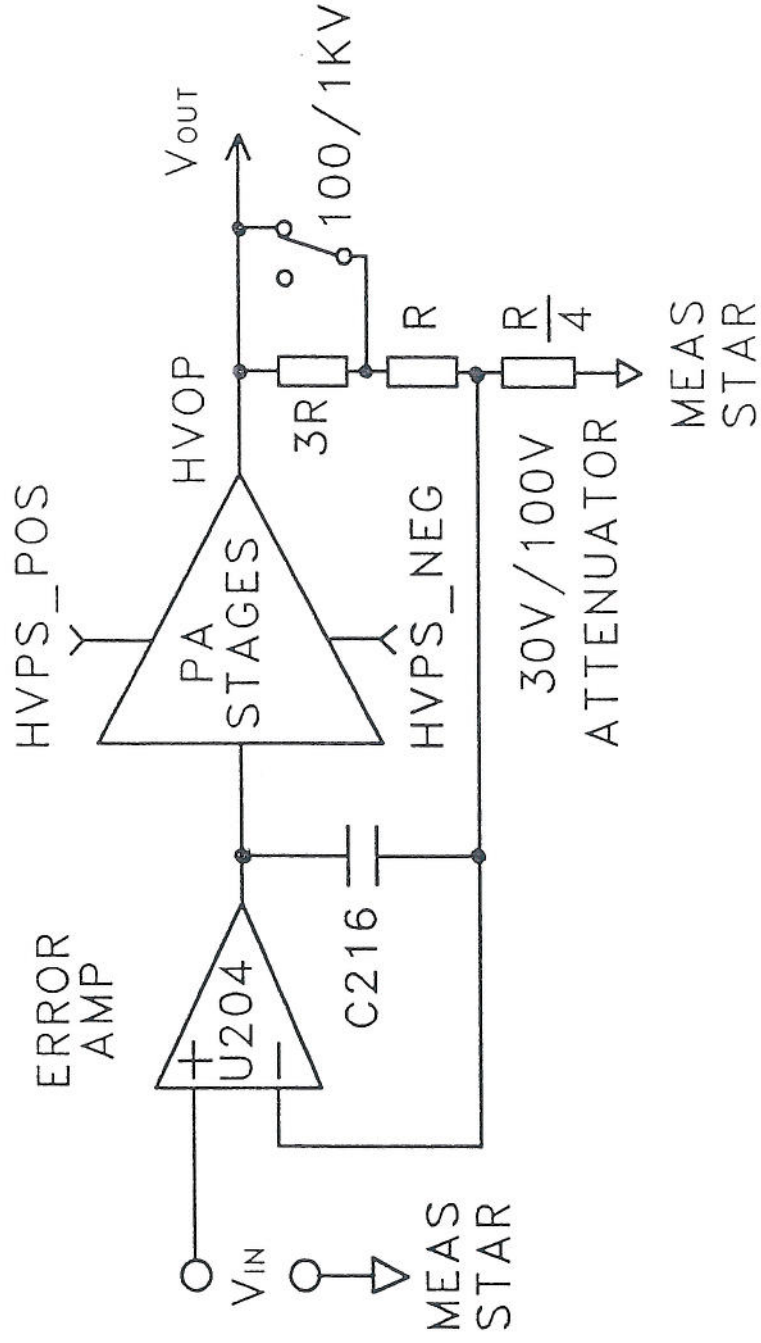 ERROR
AMP
VIN
MEAS
STAR
+
U204
−
C216
HVPS_POS
PA
STAGES
HVPS_NEG
HVOP
VOUT
100/1KV
3R
R
R
4
30V/100V
ATTENUATOR
MEAS
STAR